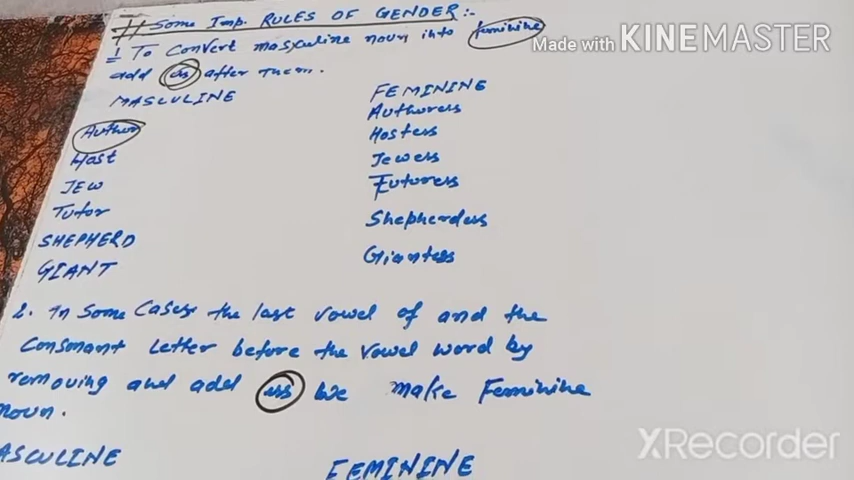 # Some Imp. RULES OF GENDER:-
1 To Convert masculine noun into feminine
add ess after them.
MASCULINE FEMININE
Author Authoress
Host Hostess
JEW Jewess
Tutor Tutoress
SHEPHERD Shepherdess
GIANT Giantess
2. In Some Cases the last vowel of and the
Consonant letter before the vowel word by
removing and add ess we make Feminine
noun.
ASCULINE FEMININE
Made with KINEMASTER
XRecorder